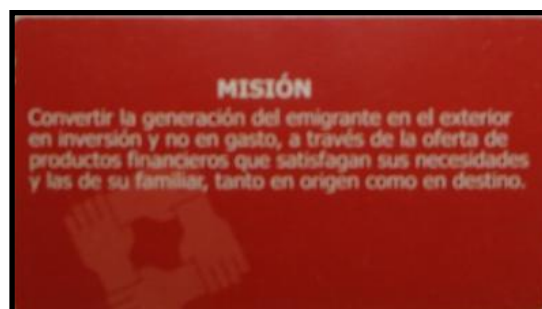 MISIÓN
Convertir la generación del emigrante en el exterior
en inversión y no en gasto, a través de la oferta de
productos financieros que satisfagan sus necesidades
y las de su familiar, tanto en origen como en destino.